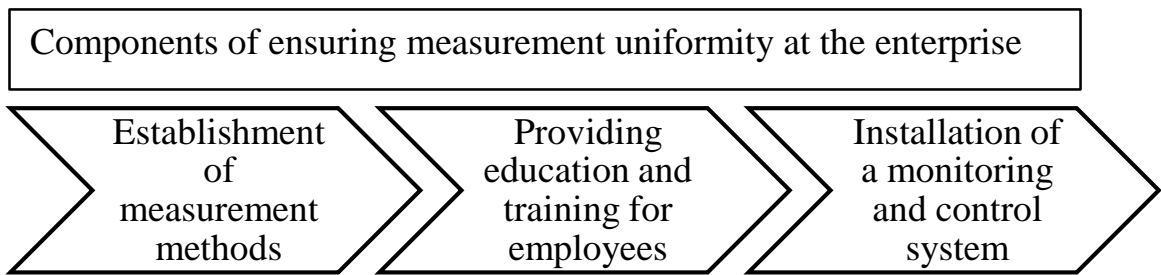 Components of ensuring measurement uniformity at the enterprise
Establishment
of
measurement
methods
Providing
education and
training for
employees
Installation of
a monitoring
and control
system